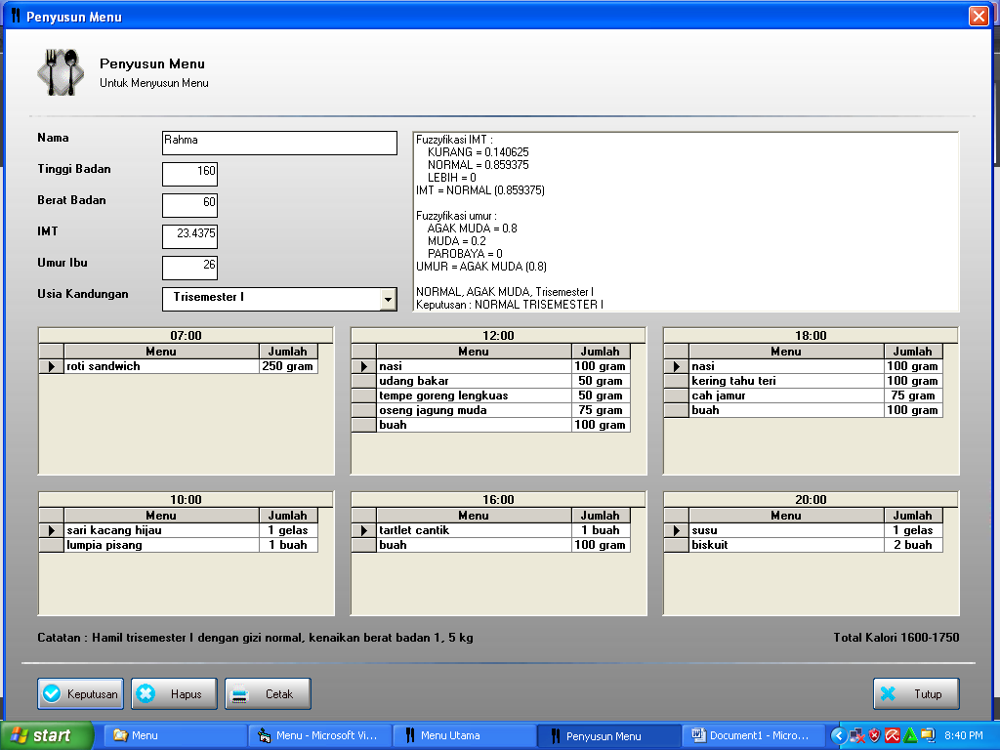 Penyusun Menu
Penyusun Menu
Untuk Menyusun Menu
Nama
Rahma
Tinggi Badan
160
Berat Badan
60
IMT
23.4375
Umur Ibu
26
Usia Kandungan
Trisemester I
Fuzzyfikasi IMT :
KURANG = 0.140625
NORMAL = 0.859375
LEBIH = 0
IMT = NORMAL (0.859375)
Fuzzyfikasi umur :
AGAK MUDA = 0.8
MUDA = 0.2
PAROBAYA = 0
UMUR = AGAK MUDA (0.8)
NORMAL, AGAK MUDA, Trisemester I
Keputusan : NORMAL TRISEMESTER I
07:00
Menu Jumlah
roti sandwich 250 gram
12:00
Menu Jumlah
nasi 100 gram
udang bakar 50 gram
tempe goreng lengkuas 50 gram
oseng jagung muda 75 gram
buah 100 gram
18:00
Menu Jumlah
nasi 100 gram
kering tahu teri 100 gram
cah jamur 75 gram
buah 100 gram
10:00
Menu Jumlah
sari kacang hijau 1 gelas
lumpia pisang 1 buah
16:00
Menu Jumlah
tartlet cantik 1 buah
buah 100 gram
20:00
Menu Jumlah
susu 1 gelas
biskuit 2 buah
Catatan : Hamil trisemester I dengan gizi normal, kenaikan berat badan 1, 5 kg
Total Kalori 1600-1750
Keputusan
Hapus
Cetak
Tutup
start
Menu
Menu - Microsoft Vi...
Menu Utama
Penyusun Menu
Document1 - Micro...
8:40 PM